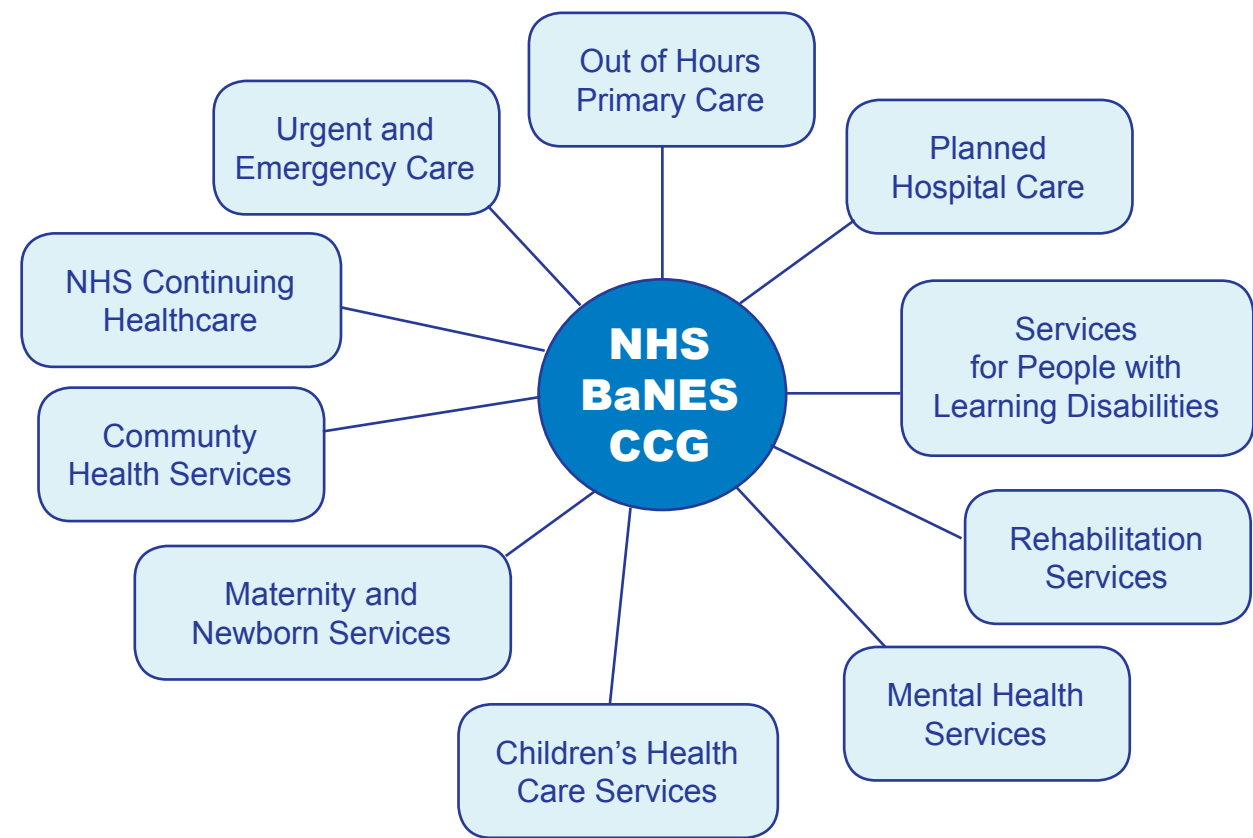 Out of Hours
Primary Care
Urgent and
Emergency Care
Planned
Hospital Care
NHS Continuing
Healthcare
NHS
BaNES
CCG
Services
for People with
Learning Disabilities
Communty
Health Services
Rehabilitation
Services
Maternity and
Newborn Services
Mental Health
Services
Children’s Health
Care Services